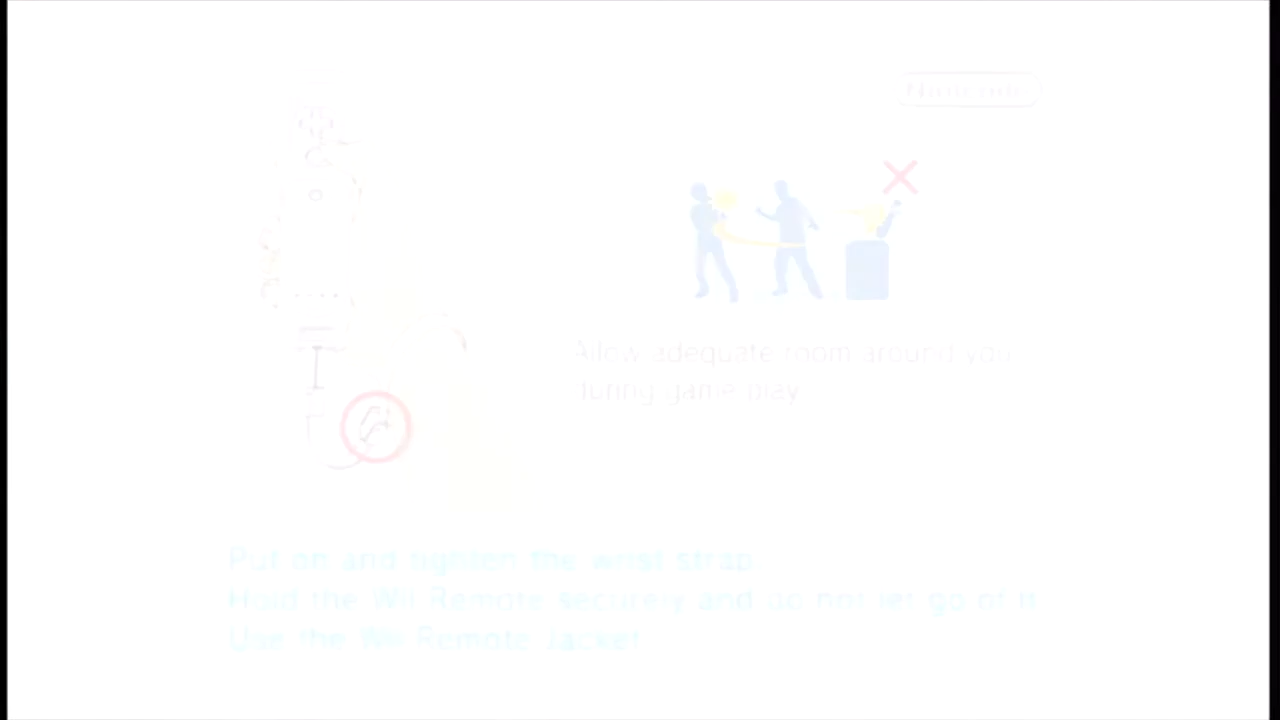 Nintendo
Allow adequate room around you
during game play
Put on and tighten the wrist strap
Hold the Wii Remote securely and do not let go of it
Use the Wii Remote Jacket